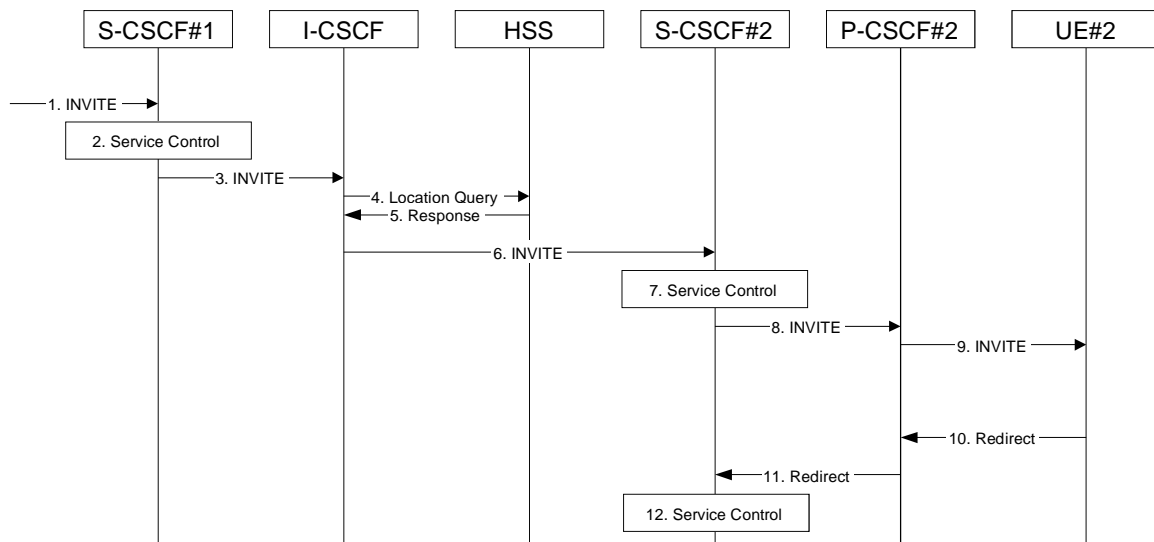 S-CSCF#1
I-CSCF
HSS
S-CSCF#2
P-CSCF#2
UE#2
1. INVITE
2. Service Control
3. INVITE
4. Location Query
5. Response
6. INVITE
7. Service Control
8. INVITE
9. INVITE
10. Redirect
11. Redirect
12. Service Control